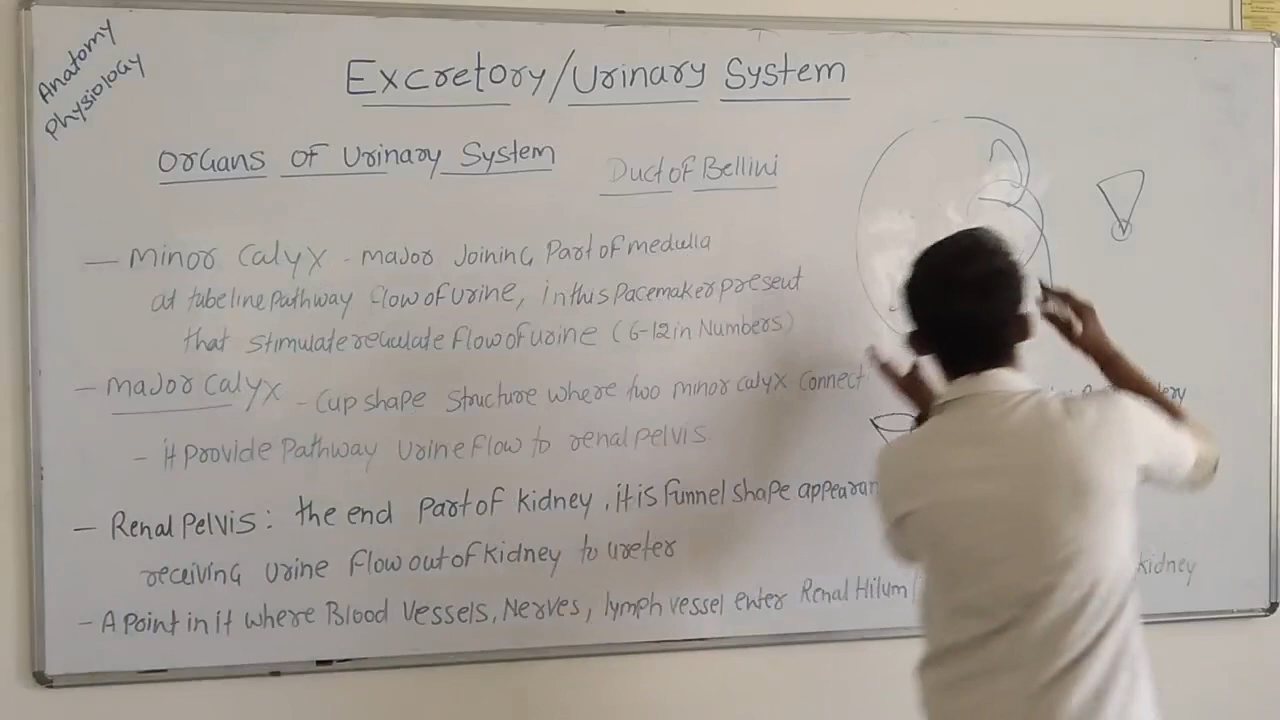 Anatomy
Physiology
Excretory/Urinary System
Organs of Urinary System
Duct of Bellini
— Minor Calyx - major Joining Part of medulla
at tubeline Pathway flow of urine, in this Pacemaker present
that stimulate regulate flow of urine (6-12 in Numbers)
— major Calyx - Cup shape structure where two minor calyx connect
- it provide Pathway urine flow to renal pelvis
— Renal Pelvis: the end part of kidney, it is funnel shape appearan
receiving urine flow out of kidney to ureter
- A Point in it where Blood vessels, Nerves, lymph vessel enter Renal Hilum
kidney